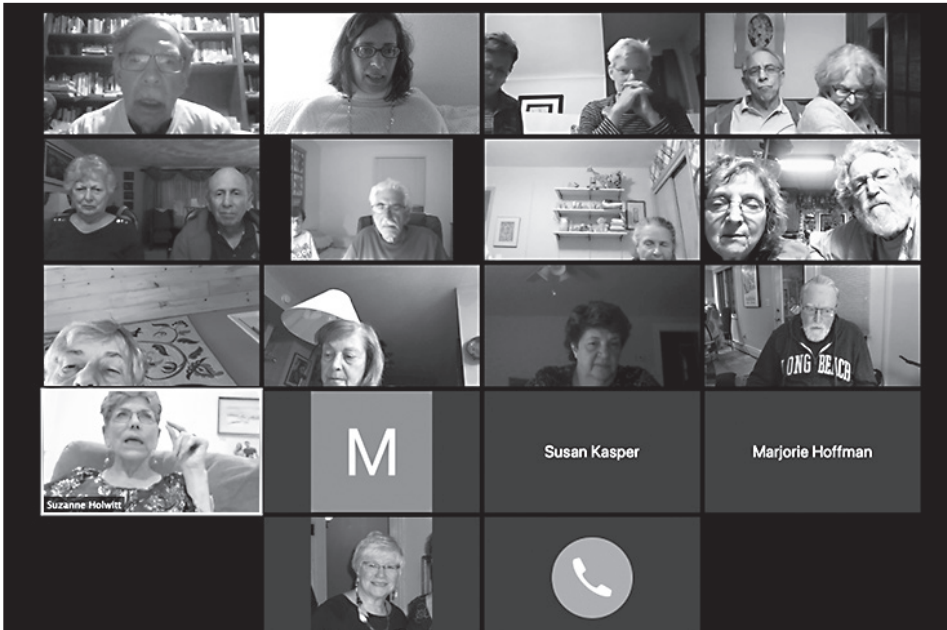 LONG BEACH
Suzanne Holwitt
M
Susan Kasper
Marjorie Hoffman